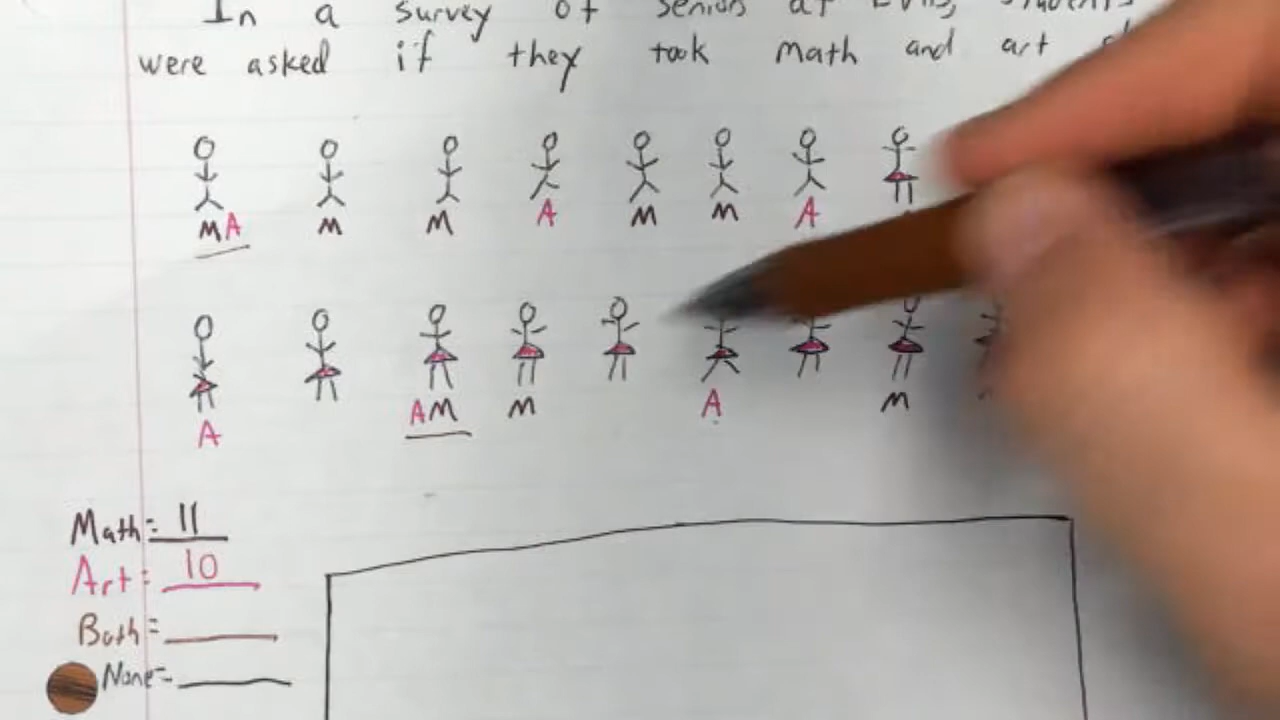 In a survey of seniors at
were asked if they took math and art
MA M M A M M A
A AM M A M
Math = 11
Art = 10
Both =
None =